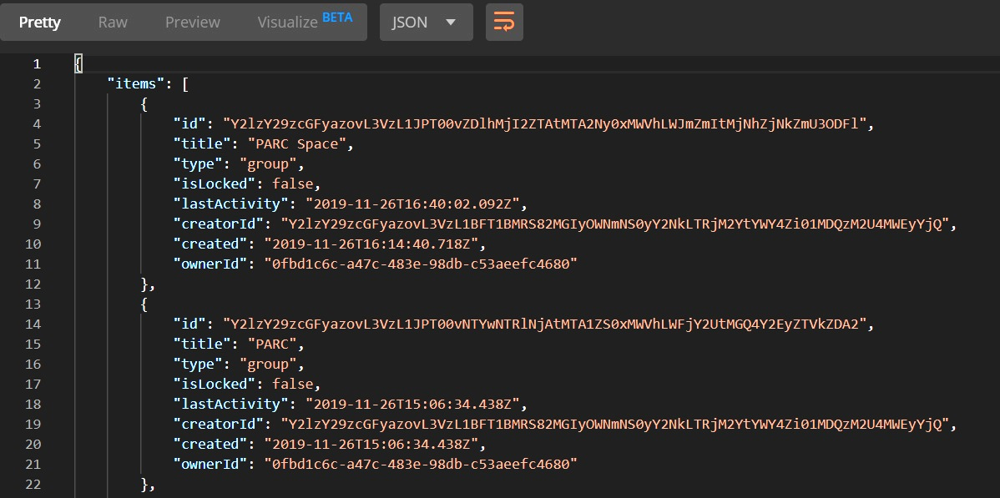 Pretty Raw Preview Visualize BETA JSON
1 {
2 "items": [
3 {
4 "id": "Y2lzY29zcGFyazovL3VzL1JPT00vZDlhMjI2ZTAtMTA2Ny0xMWVhLWJmZmItMjNhZjNkZmU3ODFl",
5 "title": "PARC Space",
6 "type": "group",
7 "isLocked": false,
8 "lastActivity": "2019-11-26T16:40:02.092Z",
9 "creatorId": "Y2lzY29zcGFyazovL3VzL1BFT1BMRS82MGIyOWNmNS0yY2NkLTRjM2YtYWY4Zi01MDQzM2U4MWEyYjQ",
10 "created": "2019-11-26T16:14:40.718Z",
11 "ownerId": "0fbd1c6c-a47c-483e-98db-c53aeefc4680"
12 },
13 {
14 "id": "Y2lzY29zcGFyazovL3VzL1JPT00vNTYwNTRlNjAtMTA1ZS0xMWVhLWFjY2UtMGQ4Y2EyZTVkZDA2",
15 "title": "PARC",
16 "type": "group",
17 "isLocked": false,
18 "lastActivity": "2019-11-26T15:06:34.438Z",
19 "creatorId": "Y2lzY29zcGFyazovL3VzL1BFT1BMRS82MGIyOWNmNS0yY2NkLTRjM2YtYWY4Zi01MDQzM2U4MWEyYjQ",
20 "created": "2019-11-26T15:06:34.438Z",
21 "ownerId": "0fbd1c6c-a47c-483e-98db-c53aeefc4680"
22 },